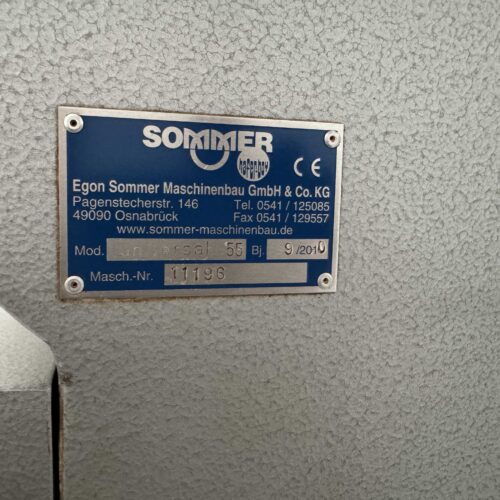 SOMMER
CE
Egon Sommer Maschinenbau GmbH & Co. KG
Pagenstecherstr. 146 Tel. 0541 / 125085
49090 Osnabrück Fax 0541 / 129557
www.sommer-maschinenbau.de
Mod. Universal 55 Bj. 9/2010
Masch.-Nr. 11196